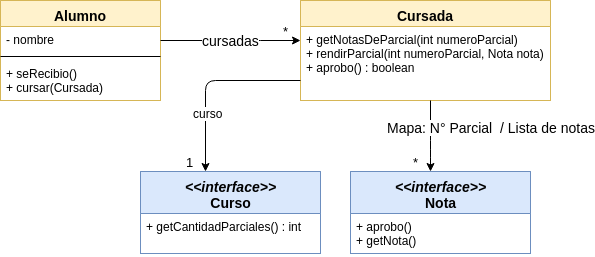 Alumno
- nombre
+ seRecibio()
+ cursar(Cursada)
cursadas
*
Cursada
+ getNotasDeParcial(int numeroParcial)
+ rendirParcial(int numeroParcial, Nota nota)
+ aprobo() : boolean
curso
1
Mapa: N° Parcial / Lista de notas
*
<<interface>>
Curso
+ getCantidadParciales() : int
<<interface>>
Nota
+ aprobo()
+ getNota()